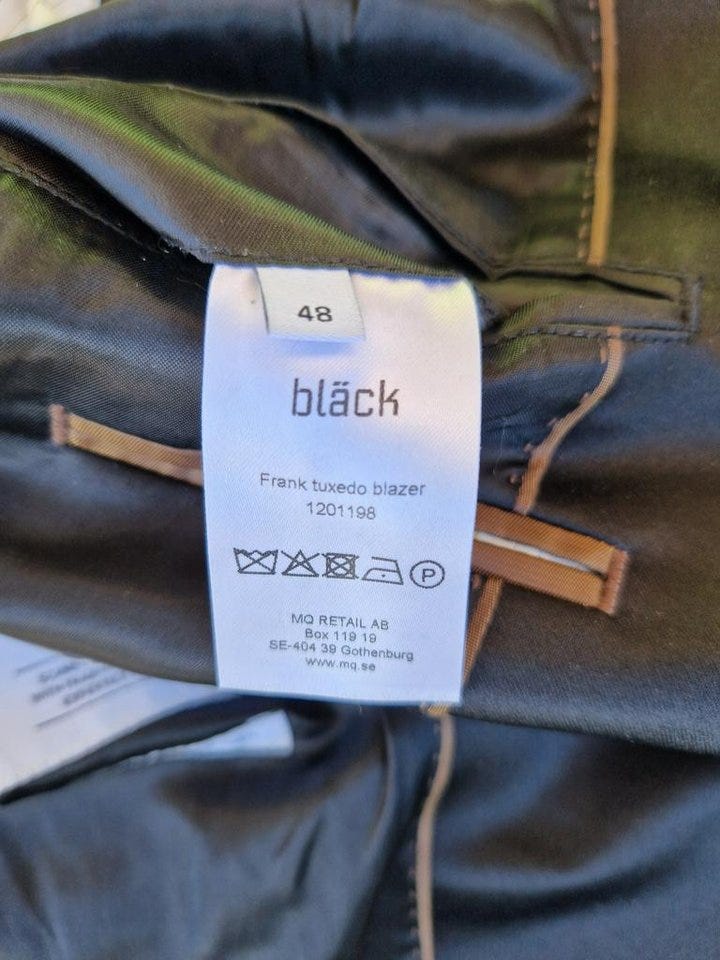 48
bläck
Frank tuxedo blazer
1201198
P
MQ RETAIL AB
Box 119 19
SE-404 39 Gothenburg
www.mq.se